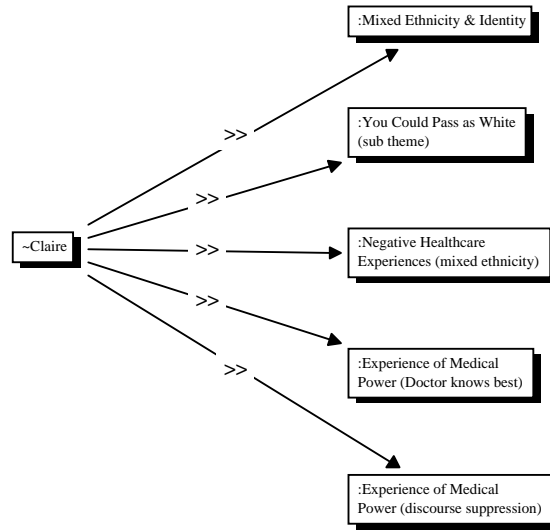 :Mixed Ethnicity & Identity
>>
:You Could Pass as White
(sub theme)
>>
~Claire
>>
:Negative Healthcare
Experiences (mixed ethnicity)
>>
:Experience of Medical
Power (Doctor knows best)
>>
:Experience of Medical
Power (discourse suppression)